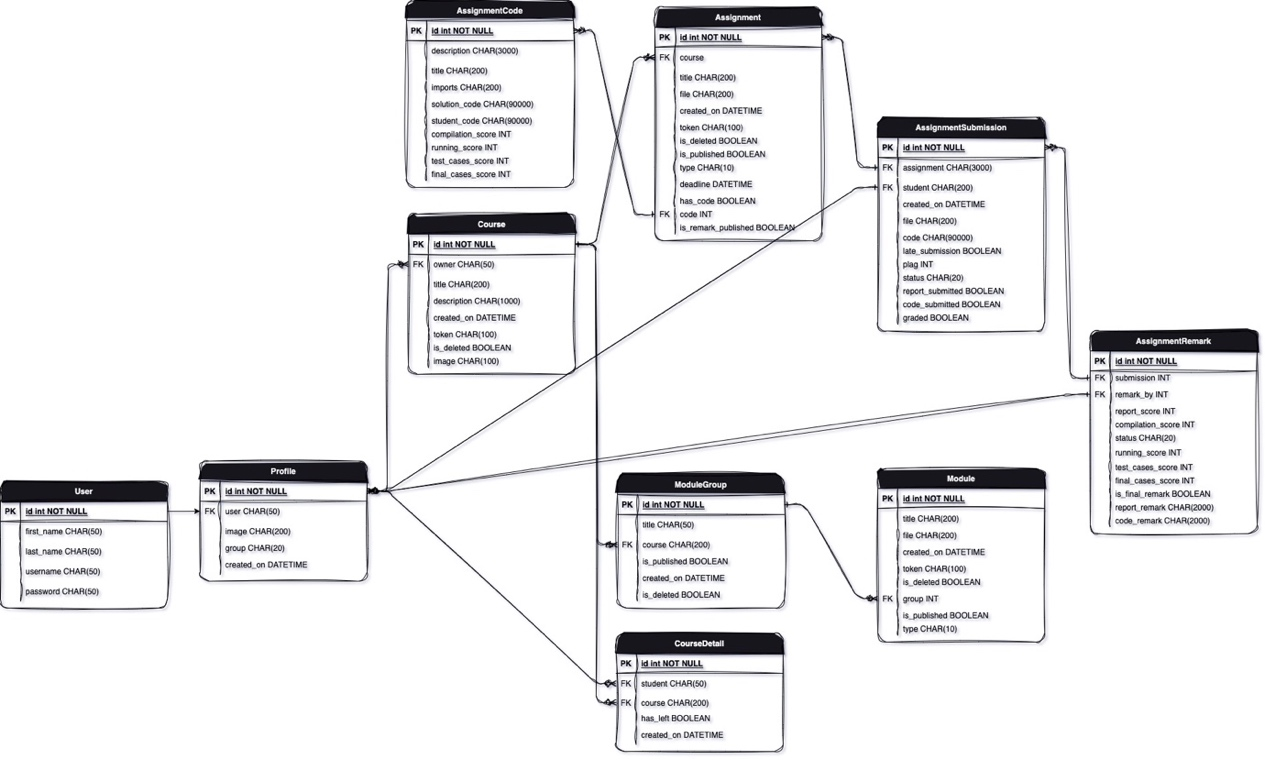 AssignmentCode
PK id int NOT NULL
description CHAR(3000)
title CHAR(200)
imports CHAR(200)
solution_code CHAR(90000)
student_code CHAR(90000)
compilation_score INT
running_score INT
test_cases_score INT
final_cases_score INT
Assignment
PK id int NOT NULL
FK course
title CHAR(200)
file CHAR(200)
created_on DATETIME
token CHAR(100)
is_deleted BOOLEAN
is_published BOOLEAN
type CHAR(10)
deadline DATETIME
has_code BOOLEAN
FK code INT
is_remark_published BOOLEAN
AssignmentSubmission
PK id int NOT NULL
FK assignment CHAR(3000)
FK student CHAR(200)
created_on DATETIME
file CHAR(200)
code CHAR(90000)
late_submission BOOLEAN
plag INT
status CHAR(20)
report_submitted BOOLEAN
code_submitted BOOLEAN
graded BOOLEAN
Course
PK id int NOT NULL
FK owner CHAR(50)
title CHAR(200)
description CHAR(1000)
created_on DATETIME
token CHAR(100)
is_deleted BOOLEAN
image CHAR(100)
AssignmentRemark
PK id int NOT NULL
FK submission INT
FK remark_by INT
report_score INT
compilation_score INT
status CHAR(20)
running_score INT
test_cases_score INT
final_cases_score INT
is_final_remark BOOLEAN
report_remark CHAR(2000)
code_remark CHAR(2000)
User
PK id int NOT NULL
first_name CHAR(50)
last_name CHAR(50)
username CHAR(50)
password CHAR(50)
Profile
PK id int NOT NULL
FK user CHAR(50)
image CHAR(200)
group CHAR(20)
created_on DATETIME
ModuleGroup
PK id int NOT NULL
title CHAR(50)
FK course CHAR(200)
is_published BOOLEAN
created_on DATETIME
is_deleted BOOLEAN
Module
PK id int NOT NULL
title CHAR(200)
file CHAR(200)
created_on DATETIME
token CHAR(100)
is_deleted BOOLEAN
FK group INT
is_published BOOLEAN
type CHAR(10)
CourseDetail
PK id int NOT NULL
FK student CHAR(50)
FK course CHAR(200)
has_left BOOLEAN
created_on DATETIME